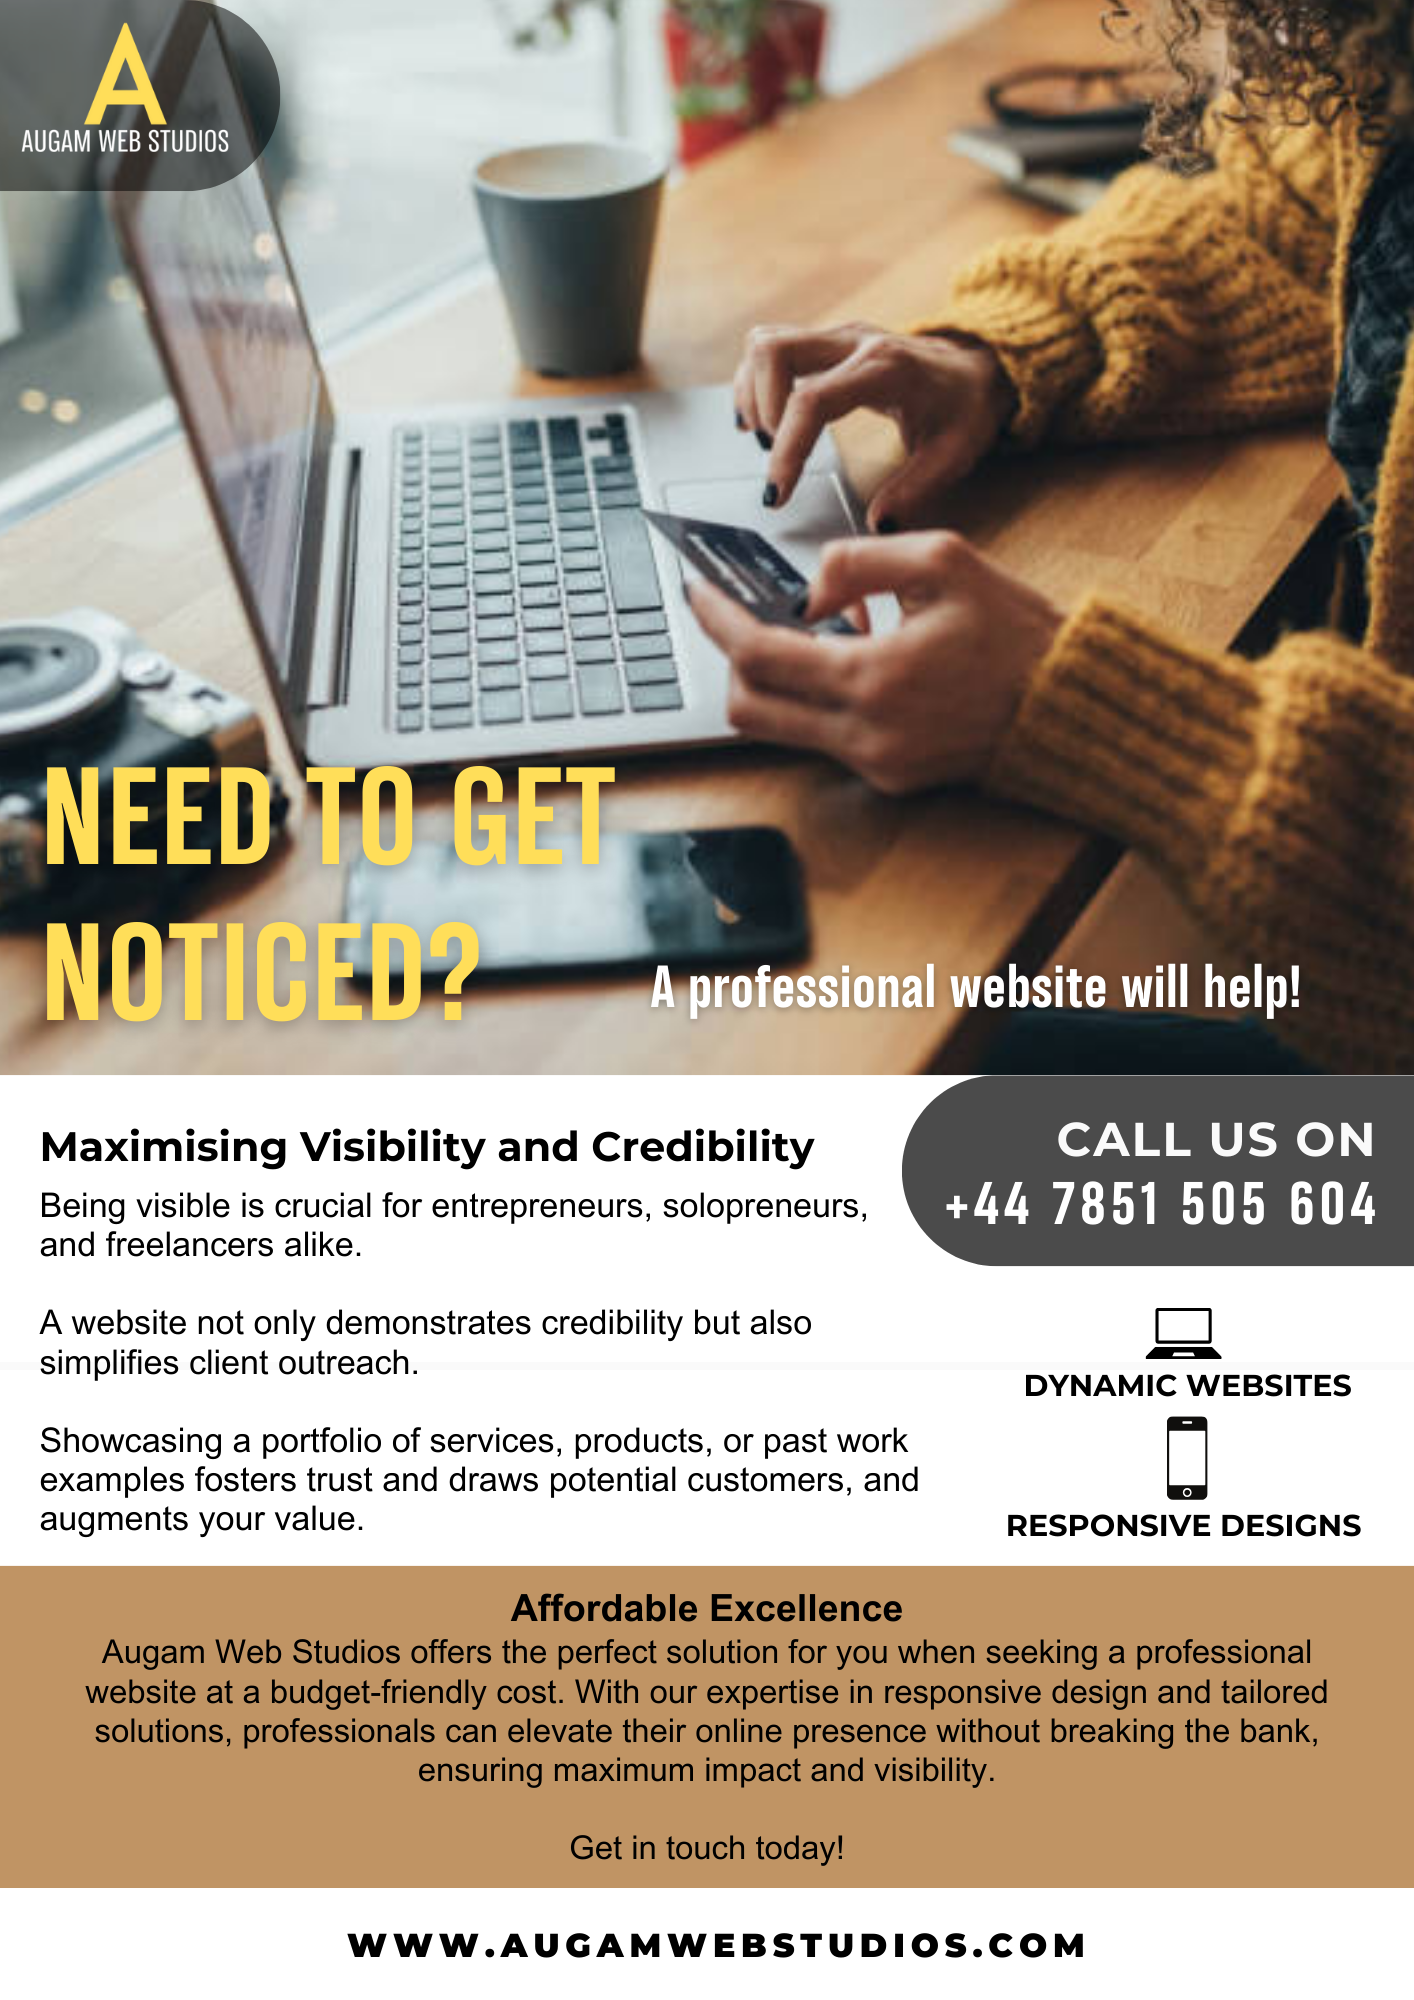 A
AUGAM WEB STUDIOS
NEED TO GET
NOTICED?
A professional website will help!
Maximising Visibility and Credibility
Being visible is crucial for entrepreneurs, solopreneurs,
and freelancers alike.
A website not only demonstrates credibility but also
simplifies client outreach.
Showcasing a portfolio of services, products, or past work
examples fosters trust and draws potential customers, and
augments your value.
CALL US ON
+44 7851 505 604
DYNAMIC WEBSITES
RESPONSIVE DESIGNS
Affordable Excellence
Augam Web Studios offers the perfect solution for you when seeking a professional
website at a budget-friendly cost. With our expertise in responsive design and tailored
solutions, professionals can elevate their online presence without breaking the bank,
ensuring maximum impact and visibility.
Get in touch today!
WWW.AUGAMWEBSTUDIOS.COM